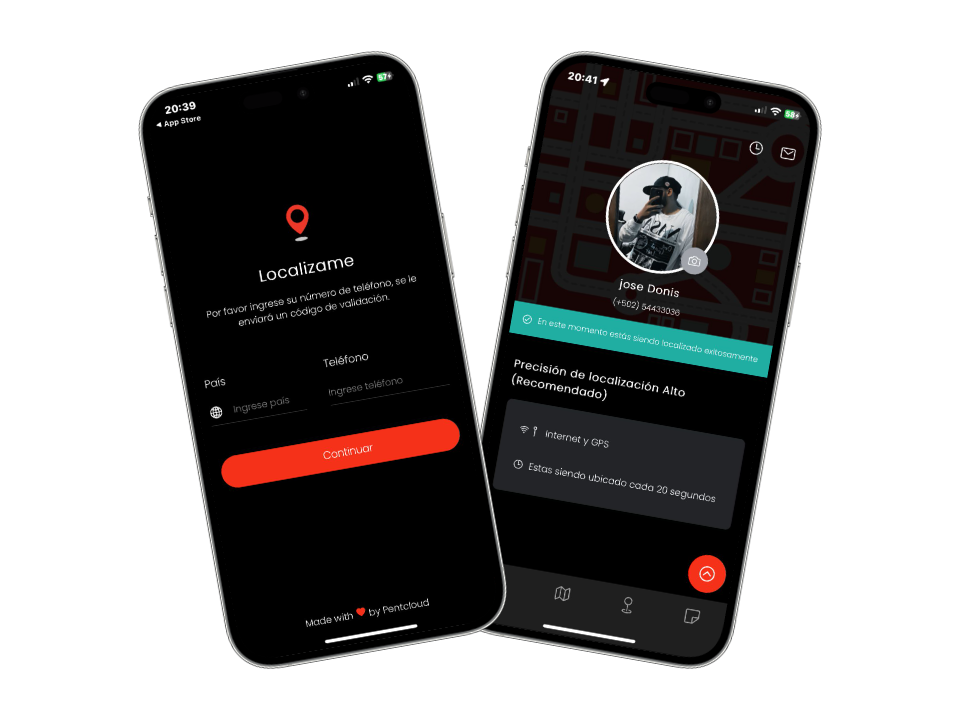 20:39
57
App Store
Localizame
Por favor ingrese su número de teléfono, se le
enviará un código de validación.
País
Teléfono
Ingrese país
Ingrese teléfono
Continuar
Made with by Pentcloud
20:41
58
jose Donis
(+502) 54433036
En este momento estás siendo localizado exitosamente
Precisión de localización Alto
(Recomendado)
Internet y GPS
Estas siendo ubicado cada 20 segundos